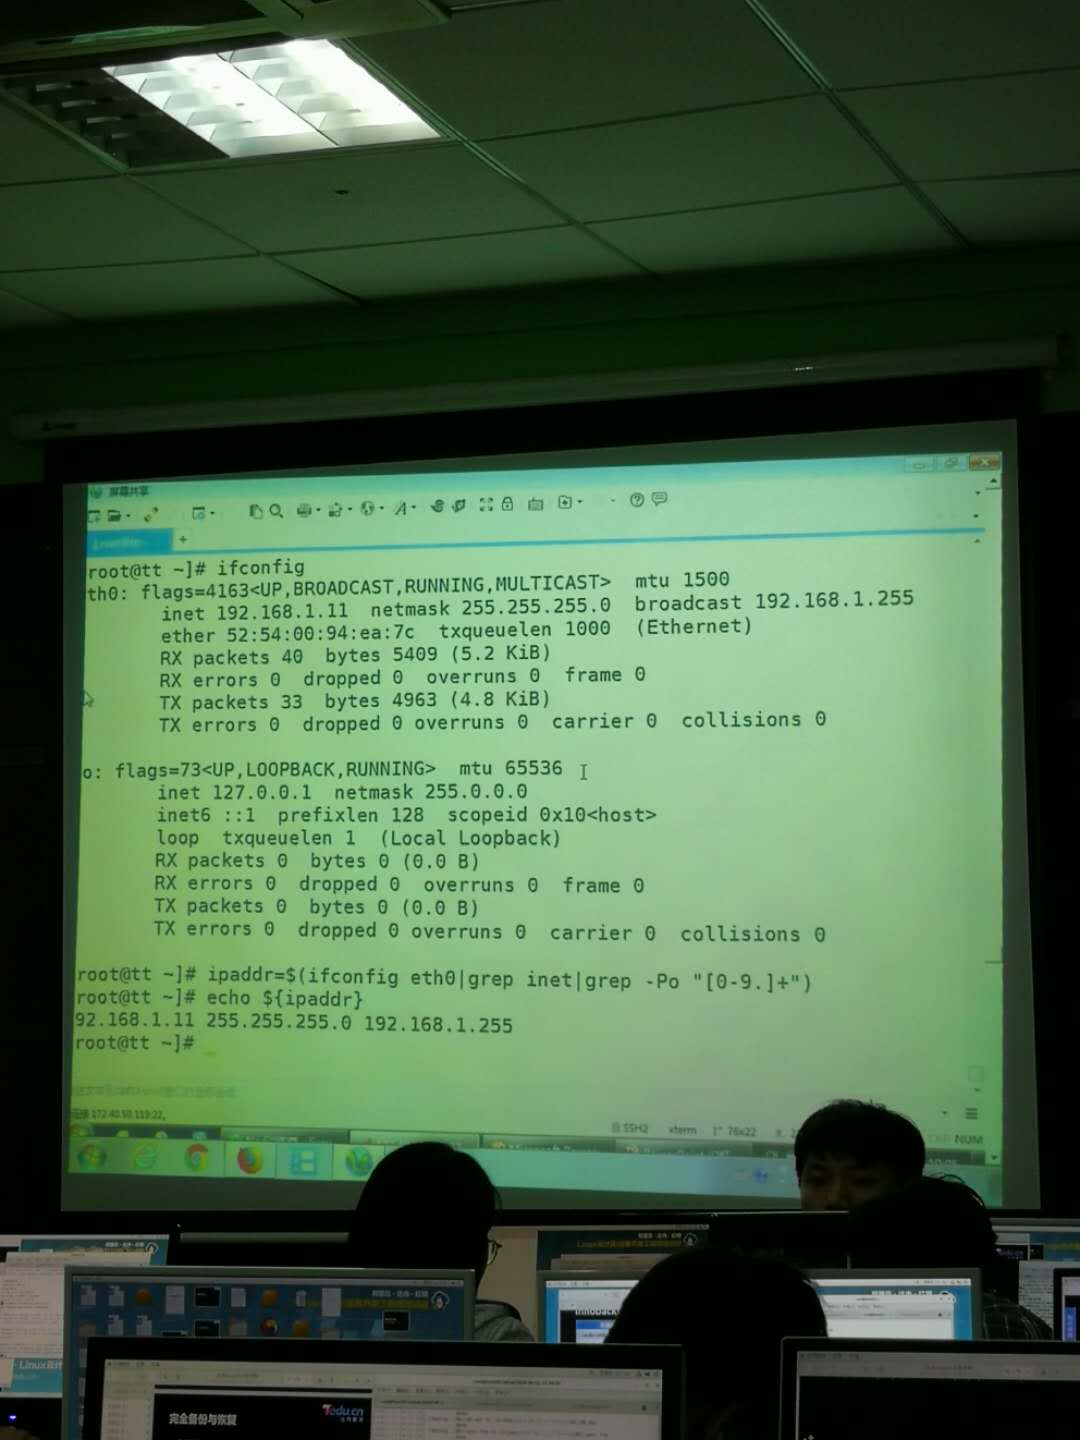 屏幕共享
root@tt ~]# ifconfig
th0: flags=4163<UP,BROADCAST,RUNNING,MULTICAST>  mtu 1500
inet 192.168.1.11  netmask 255.255.255.0  broadcast 192.168.1.255
ether 52:54:00:94:ea:7c  txqueuelen 1000  (Ethernet)
RX packets 40  bytes 5409 (5.2 KiB)
RX errors 0  dropped 0  overruns 0  frame 0
TX packets 33  bytes 4963 (4.8 KiB)
TX errors 0  dropped 0 overruns 0  carrier 0  collisions 0
o: flags=73<UP,LOOPBACK,RUNNING>  mtu 65536
inet 127.0.0.1  netmask 255.0.0.0
inet6 ::1  prefixlen 128  scopeid 0x10<host>
loop  txqueuelen 1  (Local Loopback)
RX packets 0  bytes 0 (0.0 B)
RX errors 0  dropped 0  overruns 0  frame 0
TX packets 0  bytes 0 (0.0 B)
TX errors 0  dropped 0 overruns 0  carrier 0  collisions 0
root@tt ~]# ipaddr=$(ifconfig eth0|grep inet|grep -Po "[0-9.]+")
root@tt ~]# echo ${ipaddr}
92.168.1.11 255.255.255.0 192.168.1.255
root@tt ~]#
172.40.50.119:22,
SSH2  xterm  76x22
NUM
完全备份与恢复
Tedu.cn